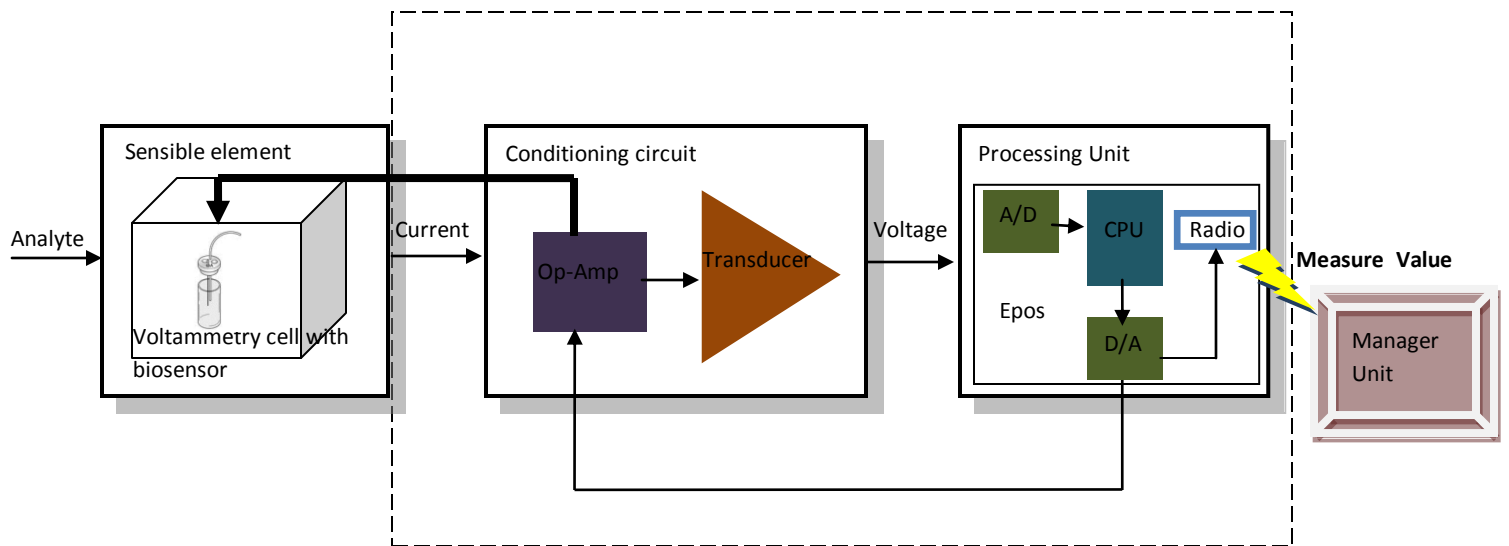 Analyte
Sensible element
Voltammetry cell with
biosensor
Current
Conditioning circuit
Op-Amp
Transducer
Voltage
Processing Unit
A/D
CPU
Radio
Epos
D/A
Measure Value
Manager
Unit